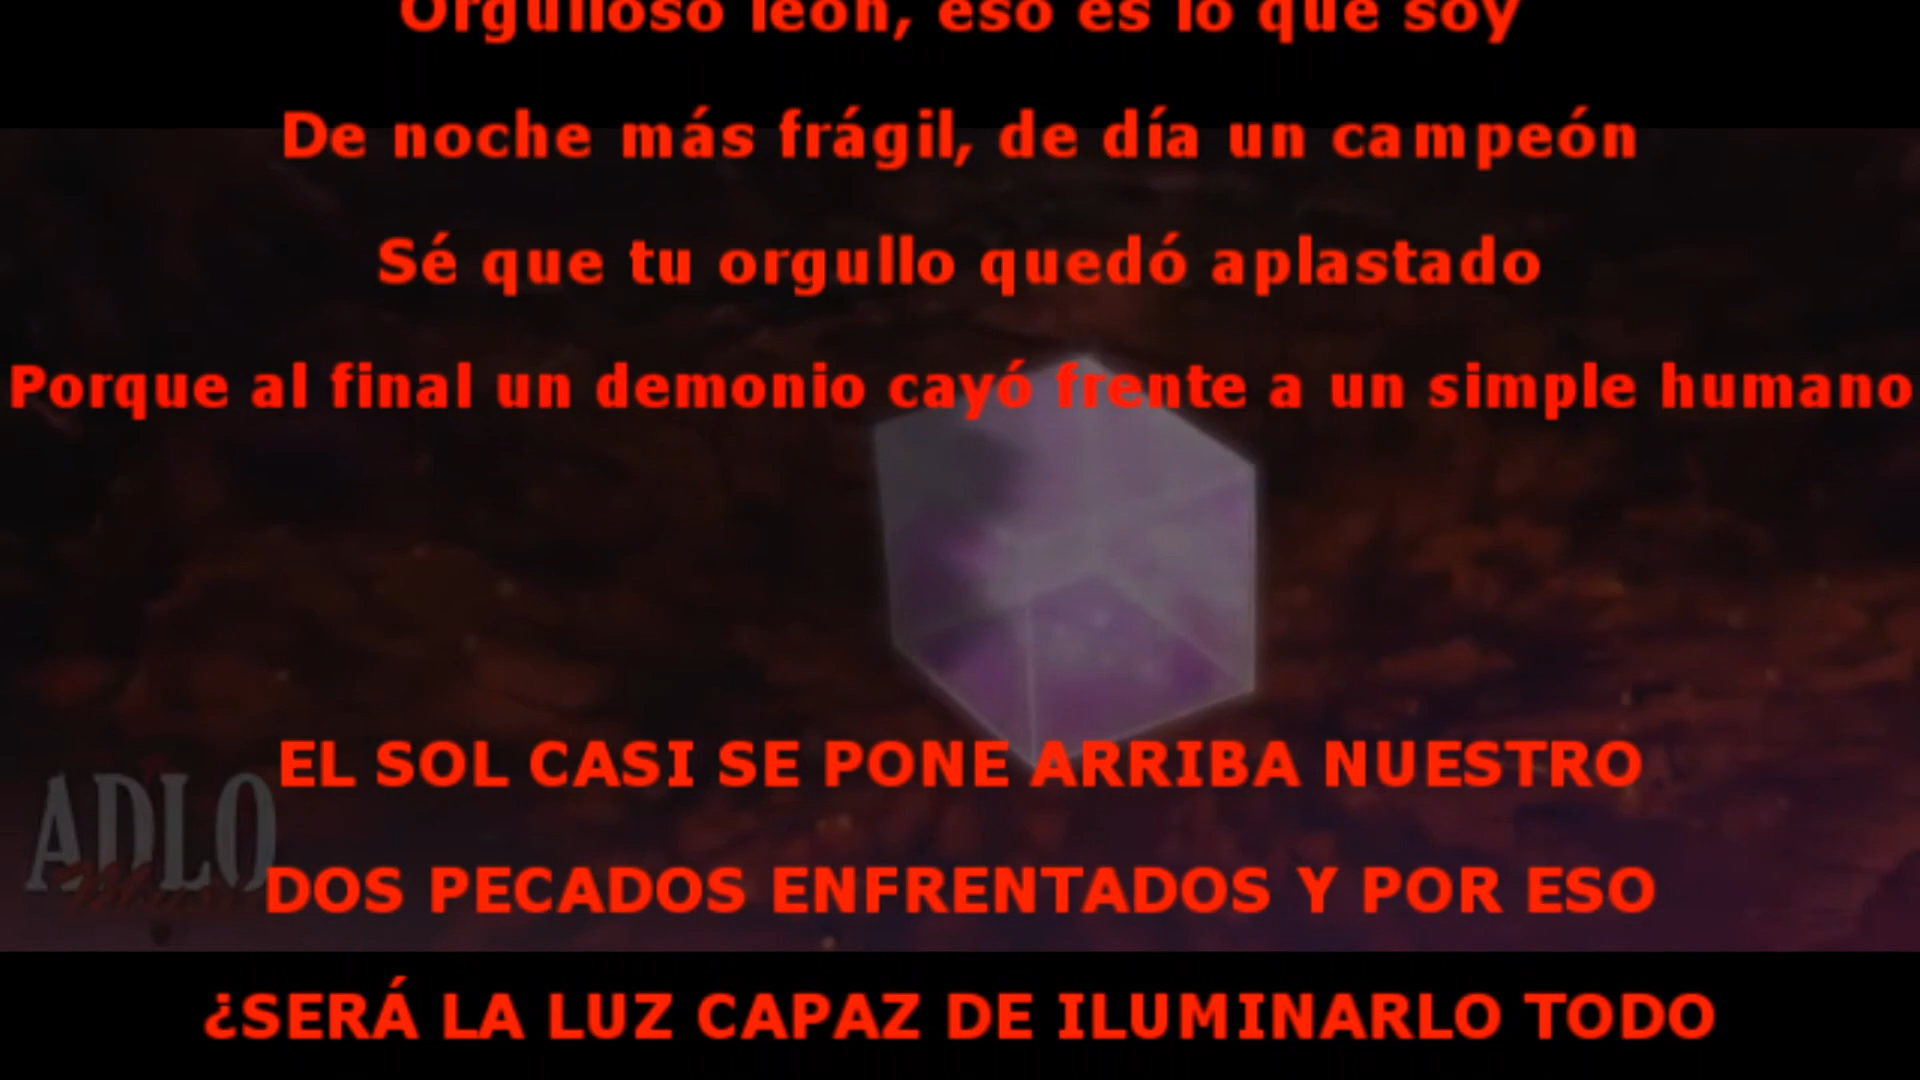 Orgulloso león, eso es lo que soy
De noche más frágil, de día un campeón
Sé que tu orgullo quedó aplastado
Porque al final un demonio cayó frente a un simple humano
EL SOL CASI SE PONE ARRIBA NUESTRO
ADLO
DOS PECADOS ENFRENTADOS Y POR ESO
¿SERÁ LA LUZ CAPAZ DE ILUMINARLO TODO